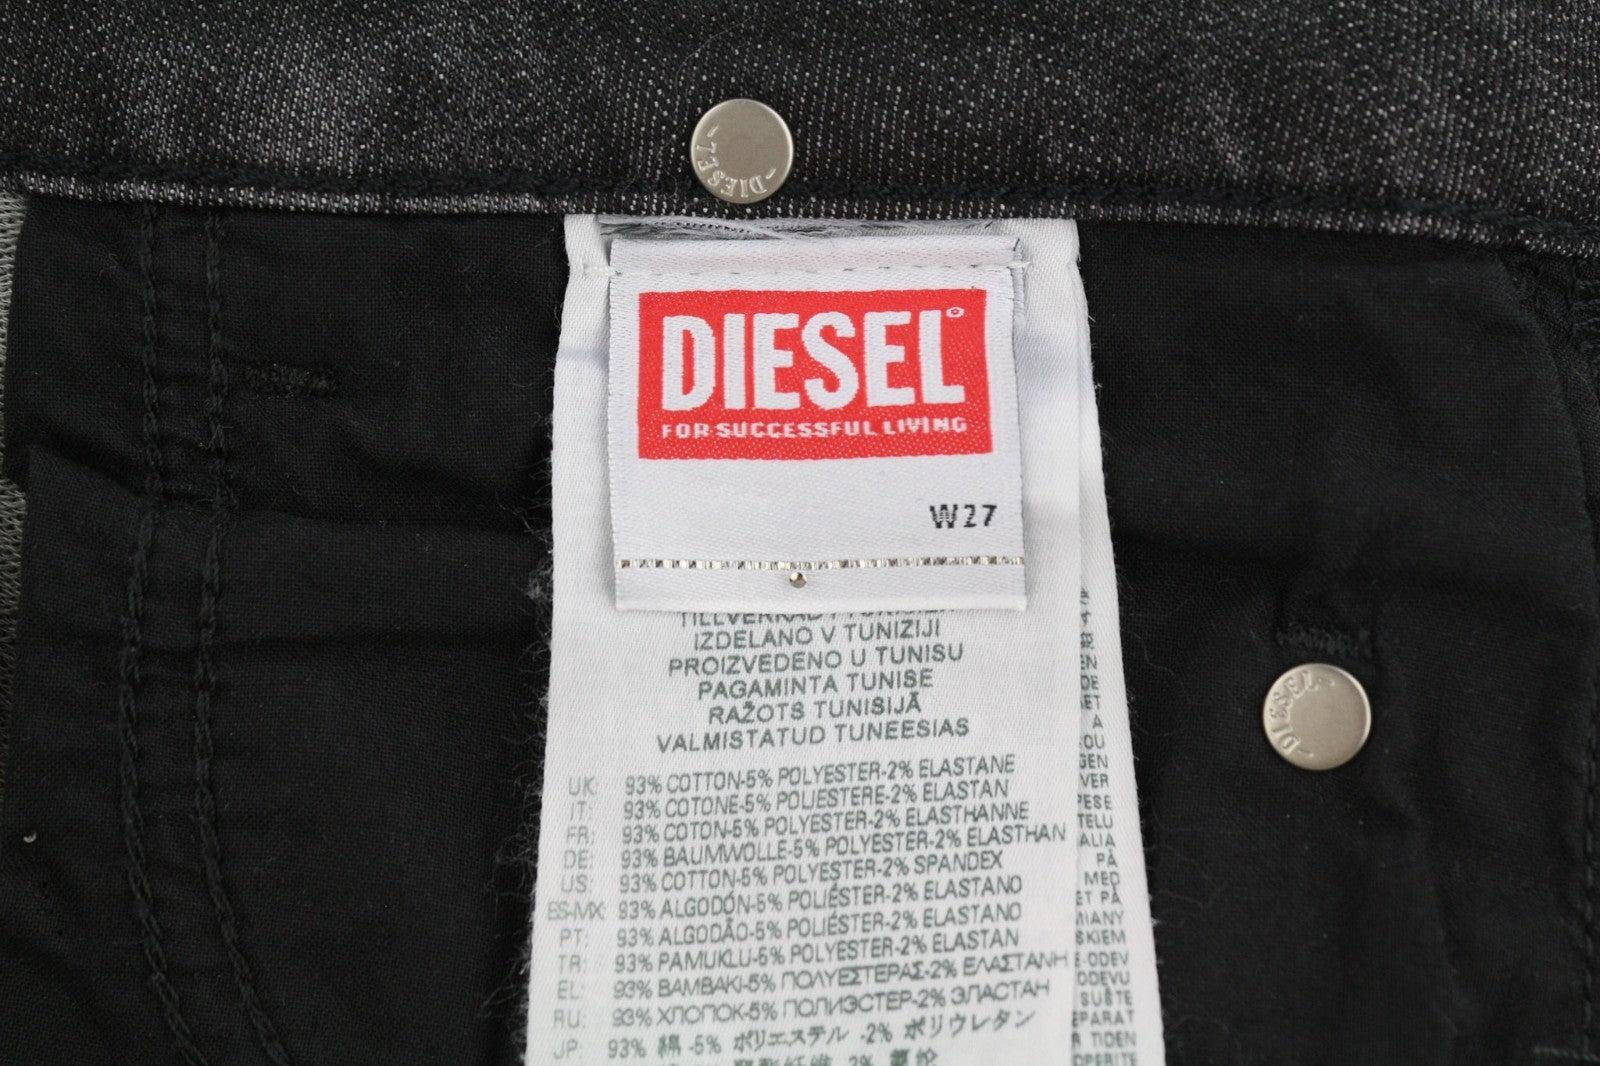 -DIESEL-
DIESEL
FOR SUCCESSFUL LIVING
W27
-DIESEL-
IZDELANO V TUNIZIJI
PROIZVEDENO U TUNISU
PAGAMINTA TUNISE
RAŽOTS TUNISIJĀ
VALMISTATUD TUNEESIAS
UK: 93% COTTON-5% POLYESTER-2% ELASTANE
IT: 93% COTONE-5% POLIESTERE-2% ELASTAN
FR: 93% COTON-5% POLYESTER-2% ELASTHANNE
DE: 93% BAUMWOLLE-5% POLYESTER-2% ELASTHAN
US: 93% COTTON-5% POLYESTER-2% SPANDEX
ES-MX: 93% ALGODÓN-5% POLIÉSTER-2% ELASTANO
PT: 93% ALGODÃO-5% POLIÉSTER-2% ELASTANO
TR: 93% PAMUKLU-5% POLYESTER-2% ELASTAN
EL: 93% ΒΑΜΒΑΚΙ-5% ΠΟΛΥΕΣΤΕΡΑΣ-2% ΕΛΑΣΤΑΝΗ
RU: 93% ХЛОПОК-5% ПОЛИЭСТЕР-2% ЭЛАСТАН
JP: 93% 綿 -5% ポリエステル -2% ポリウレタン